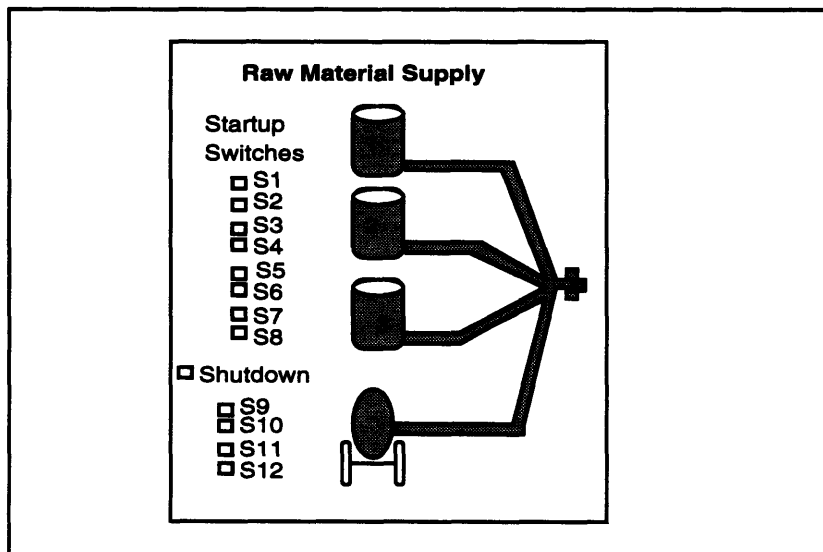 Raw Material Supply
Startup
Switches
S1
S2
S3
S4
S5
S6
S7
S8
Shutdown
S9
S10
S11
S12